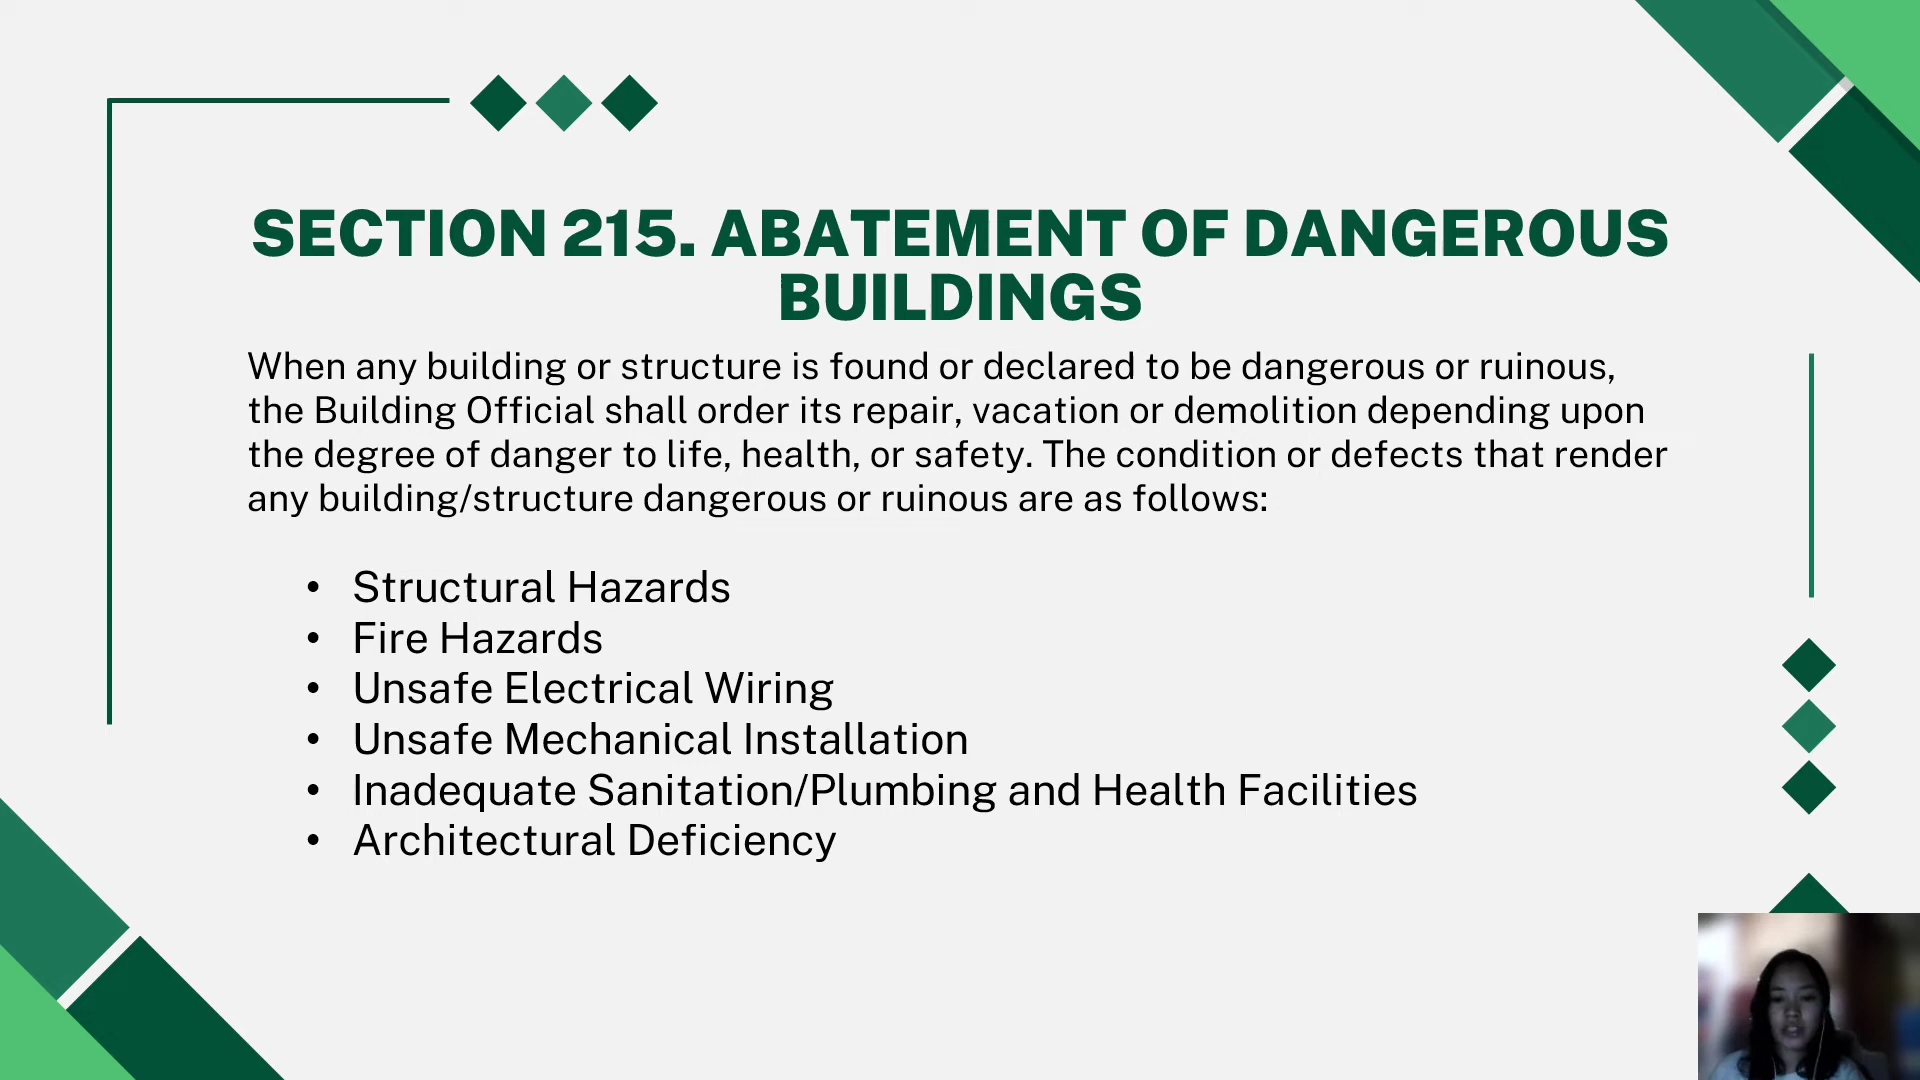 SECTION 215. ABATEMENT OF DANGEROUS
BUILDINGS
When any building or structure is found or declared to be dangerous or ruinous,
the Building Official shall order its repair, vacation or demolition depending upon
the degree of danger to life, health, or safety. The condition or defects that render
any building/structure dangerous or ruinous are as follows:
• Structural Hazards
• Fire Hazards
• Unsafe Electrical Wiring
• Unsafe Mechanical Installation
• Inadequate Sanitation/Plumbing and Health Facilities
• Architectural Deficiency